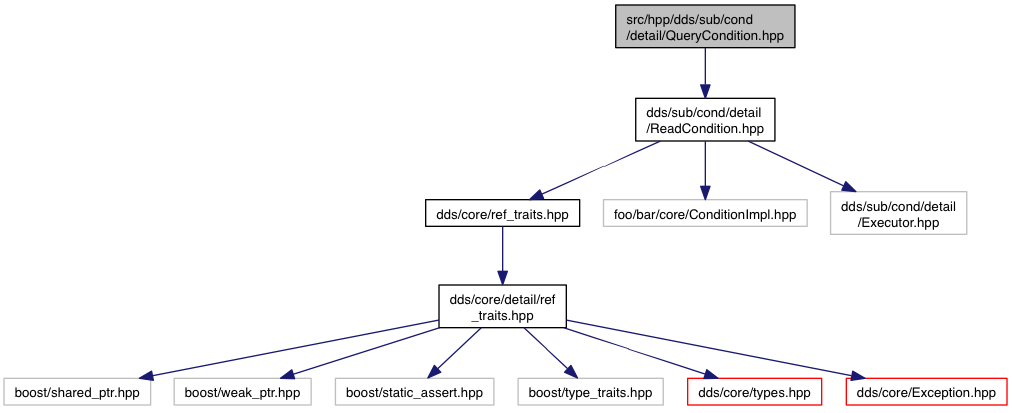 src/hpp/dds/sub/cond
/detail/QueryCondition.hpp
dds/sub/cond/detail
/ReadCondition.hpp
dds/core/ref_traits.hpp
foo/bar/core/ConditionImpl.hpp
dds/sub/cond/detail
/Executor.hpp
dds/core/detail/ref
_traits.hpp
boost/shared_ptr.hpp
boost/weak_ptr.hpp
boost/static_assert.hpp
boost/type_traits.hpp
dds/core/types.hpp
dds/core/Exception.hpp